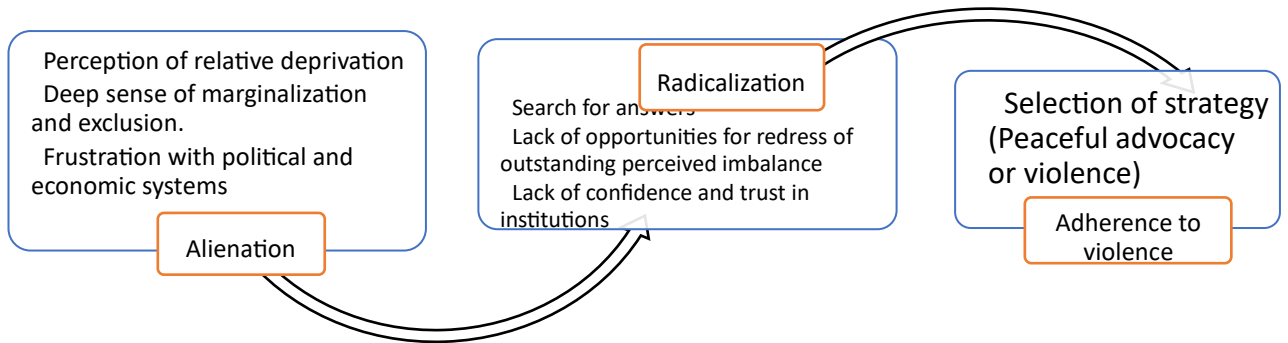 Perception of relative deprivation
Deep sense of marginalization
and exclusion.
Frustration with political and
economic systems
Alienation
Radicalization
Search for answers
Lack of opportunities for redress of
outstanding perceived imbalance
Lack of confidence and trust in
institutions
Selection of strategy
(Peaceful advocacy
or violence)
Adherence to
violence